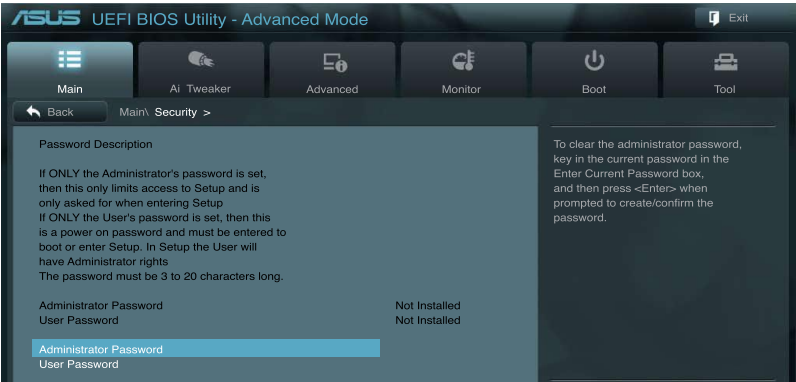 ASUS UEFI BIOS Utility - Advanced Mode
Exit
Main
Ai Tweaker
Advanced
Monitor
Boot
Tool
Back
Main\ Security >
Password Description
If ONLY the Administrator's password is set,
then this only limits access to Setup and is
only asked for when entering Setup
If ONLY the User's password is set, then this
is a power on password and must be entered to
boot or enter Setup. In Setup the User will
have Administrator rights
The password must be 3 to 20 characters long.
Administrator Password Not Installed
User Password Not Installed
Administrator Password
User Password
To clear the administrator password,
key in the current password in the
Enter Current Password box,
and then press <Enter> when
prompted to create/confirm the
password.